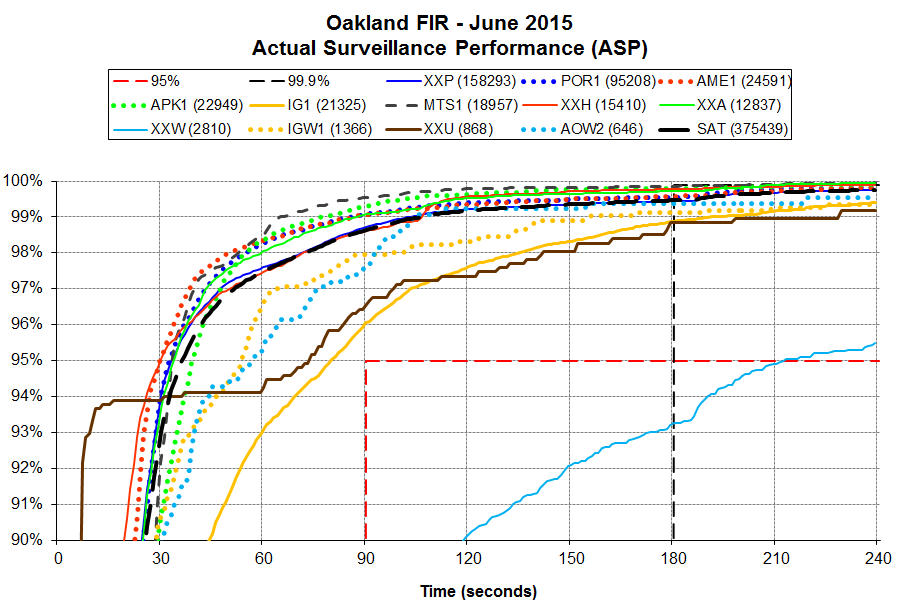 Oakland FIR - June 2015
Actual Surveillance Performance (ASP)
95% 99.9% XXP (158293) POR1 (95208) AME1 (24591)
APK1 (22949) IG1 (21325) MTS1 (18957) XXH (15410) XXA (12837)
XXW (2810) IGW1 (1366) XXU (868) AOW2 (646) SAT (375439)
100%
99%
98%
97%
96%
95%
94%
93%
92%
91%
90%
0 30 60 90 120 150 180 210 240
Time (seconds)